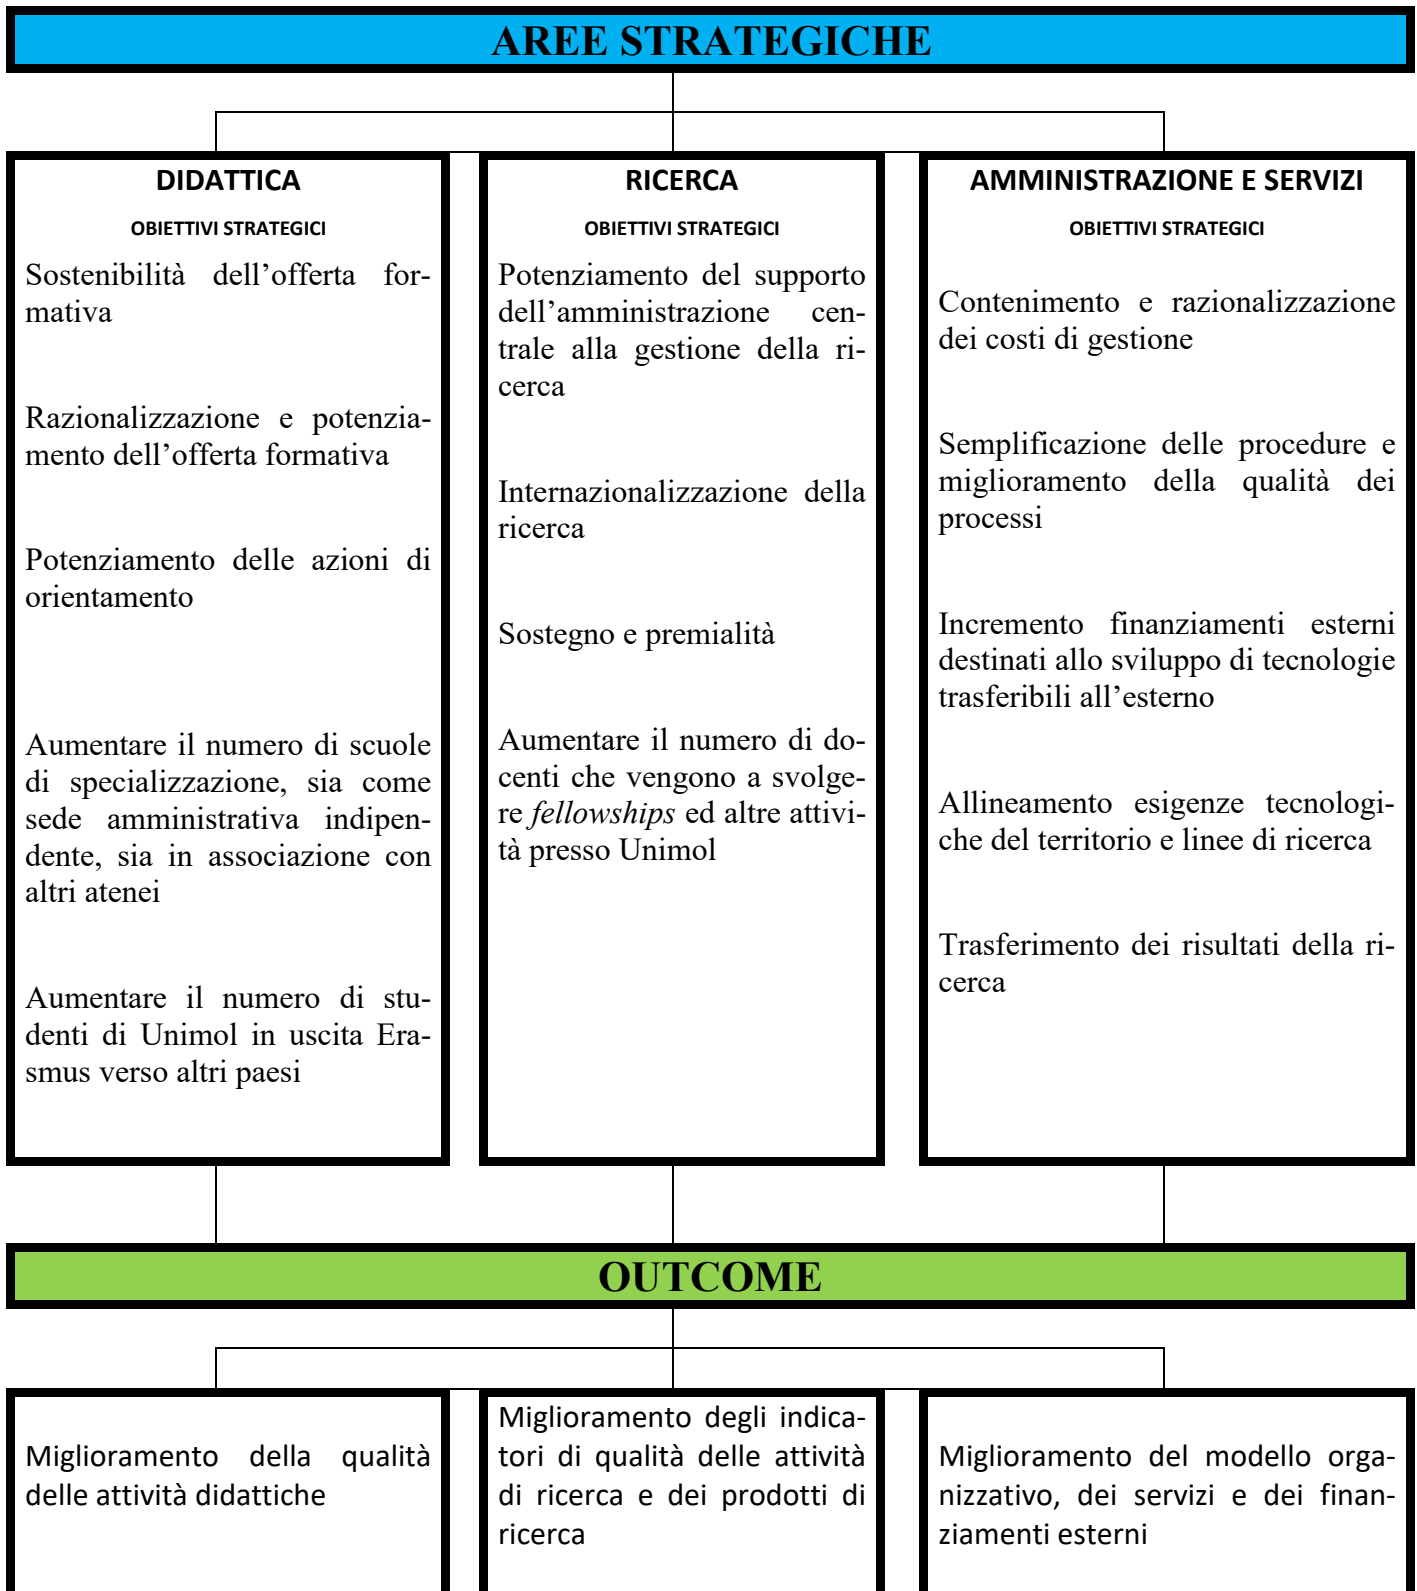 AREE STRATEGICHE
DIDATTICA
OBIETTIVI STRATEGICI
Sostenibilità dell’offerta for-
mativa
Razionalizzazione e potenzia-
mento dell’offerta formativa
Potenziamento delle azioni di
orientamento
Aumentare il numero di scuole
di specializzazione, sia come
sede amministrativa indipen-
dente, sia in associazione con
altri atenei
Aumentare il numero di stu-
denti di Unimol in uscita Era-
smus verso altri paesi
RICERCA
OBIETTIVI STRATEGICI
Potenziamento del supporto
dell’amministrazione cen-
trale alla gestione della ri-
cerca
Internazionalizzazione della
ricerca
Sostegno e premialità
Aumentare il numero di do-
centi che vengono a svolge-
re fellowships ed altre attivi-
tà presso Unimol
AMMINISTRAZIONE E SERVIZI
OBIETTIVI STRATEGICI
Contenimento e razionalizzazione
dei costi di gestione
Semplificazione delle procedure e
miglioramento della qualità dei
processi
Incremento finanziamenti esterni
destinati allo sviluppo di tecnologie
trasferibili all’esterno
Allineamento esigenze tecnologi-
che del territorio e linee di ricerca
Trasferimento dei risultati della ri-
cerca
OUTCOME
Miglioramento della qualità
delle attività didattiche
Miglioramento degli indica-
tori di qualità delle attività
di ricerca e dei prodotti di
ricerca
Miglioramento del modello orga-
nizzativo, dei servizi e dei finan-
ziamenti esterni